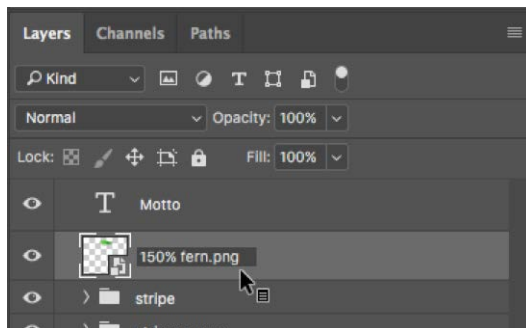 Layers Channels Paths
Kind T
Normal Opacity: 100%
Lock: Fill: 100%
T Motto
150% fern.png
stripe